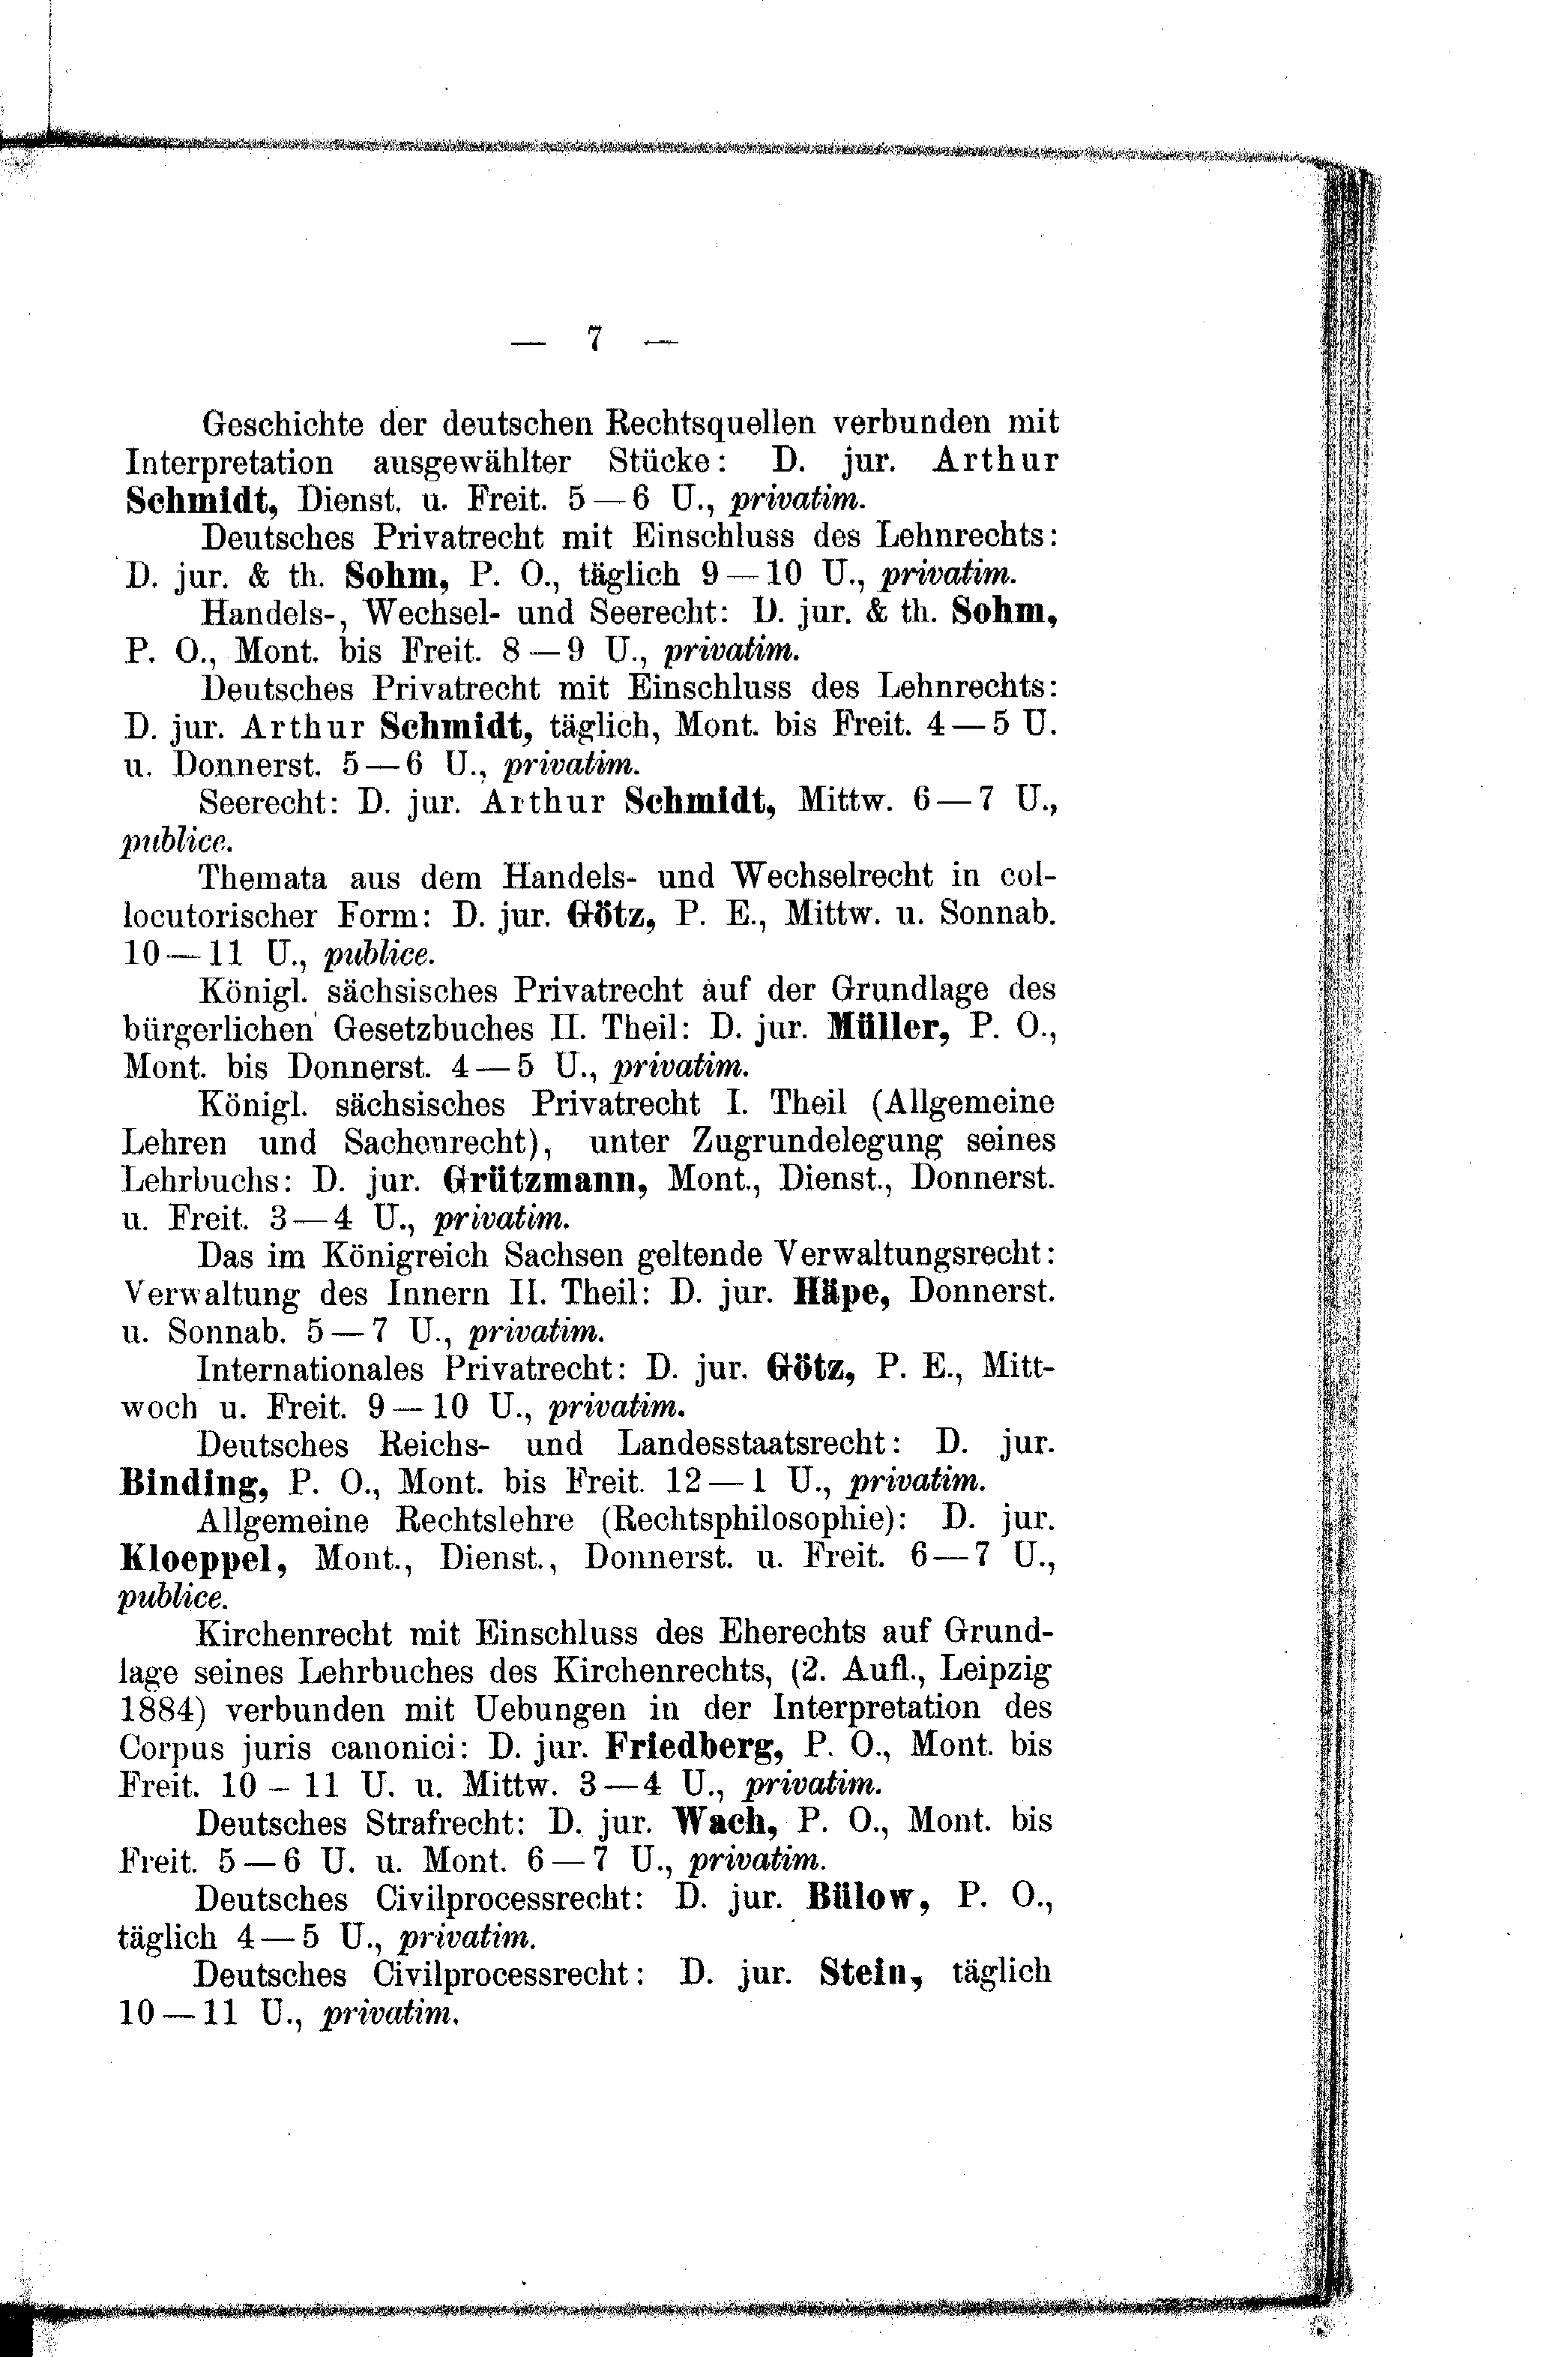 — 7 —
Geschichte der deutschen Rechtsquellen verbunden mit
Interpretation ausgewählter Stücke: D. jur. Arthur
Schmidt, Dienst. u. Freit. 5—6 U., privatim.
Deutsches Privatrecht mit Einschluss des Lehnrechts:
D. jur. & th. Sohm, P. O., täglich 9—10 U., privatim.
Handels-, Wechsel- und Seerecht: D. jur. & th. Sohm,
P. O., Mont. bis Freit. 8—9 U., privatim.
Deutsches Privatrecht mit Einschluss des Lehnrechts:
D. jur. Arthur Schmidt, täglich, Mont. bis Freit. 4—5 U.
u. Donnerst. 5—6 U., privatim.
Seerecht: D. jur. Arthur Schmidt, Mittw. 6—7 U.,
publice.
Themata aus dem Handels- und Wechselrecht in col-
locutorischer Form: D. jur. Götz, P. E., Mittw. u. Sonnab.
10—11 U., publice.
Königl. sächsisches Privatrecht auf der Grundlage des
bürgerlichen Gesetzbuches II. Theil: D. jur. Müller, P. O.,
Mont. bis Donnerst. 4—5 U., privatim.
Königl. sächsisches Privatrecht I. Theil (Allgemeine
Lehren und Sachenrecht), unter Zugrundelegung seines
Lehrbuchs: D. jur. Grützmann, Mont., Dienst., Donnerst.
u. Freit. 3—4 U., privatim.
Das im Königreich Sachsen geltende Verwaltungsrecht:
Verwaltung des Innern II. Theil: D. jur. Häpe, Donnerst.
u. Sonnab. 5—7 U., privatim.
Internationales Privatrecht: D. jur. Götz, P. E., Mitt-
woch u. Freit. 9—10 U., privatim.
Deutsches Reichs- und Landesstaatsrecht: D. jur.
Binding, P. O., Mont. bis Freit. 12—1 U., privatim.
Allgemeine Rechtslehre (Rechtsphilosophie): D. jur.
Kloeppel, Mont., Dienst., Donnerst. u. Freit. 6—7 U.,
publice.
Kirchenrecht mit Einschluss des Eherechts auf Grund-
lage seines Lehrbuches des Kirchenrechts, (2. Aufl., Leipzig
1884) verbunden mit Uebungen in der Interpretation des
Corpus juris canonici: D. jur. Friedberg, P. O., Mont. bis
Freit. 10 – 11 U. u. Mittw. 3—4 U., privatim.
Deutsches Strafrecht: D. jur. Wach, P. O., Mont. bis
Freit. 5—6 U. u. Mont. 6—7 U., privatim.
Deutsches Civilprocessrecht: D. jur. Bülow, P. O.,
täglich 4—5 U., privatim.
Deutsches Civilprocessrecht: D. jur. Stein, täglich
10—11 U., privatim.